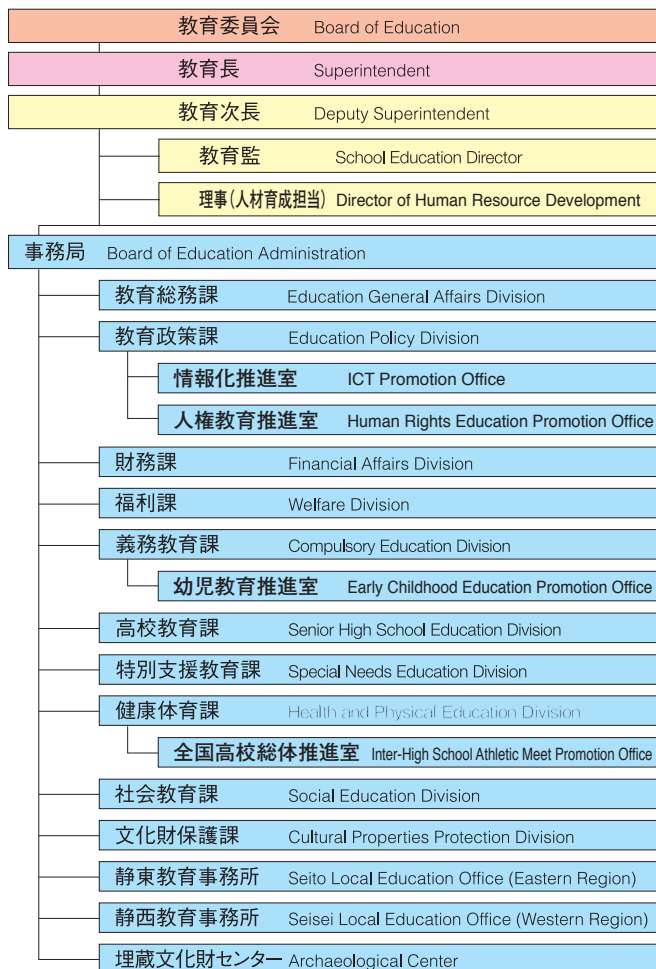 教育委員会 Board of Education
教育長 Superintendent
教育次長 Deputy Superintendent
教育監 School Education Director
理事(人材育成担当) Director of Human Resource Development
事務局 Board of Education Administration
教育総務課 Education General Affairs Division
教育政策課 Education Policy Division
情報化推進室 ICT Promotion Office
人権教育推進室 Human Rights Education Promotion Office
財務課 Financial Affairs Division
福利課 Welfare Division
義務教育課 Compulsory Education Division
幼児教育推進室 Early Childhood Education Promotion Office
高校教育課 Senior High School Education Division
特別支援教育課 Special Needs Education Division
健康体育課 Health and Physical Education Division
全国高校総体推進室 Inter-High School Athletic Meet Promotion Office
社会教育課 Social Education Division
文化財保護課 Cultural Properties Protection Division
静東教育事務所 Seito Local Education Office (Eastern Region)
静西教育事務所 Seisei Local Education Office (Western Region)
埋蔵文化財センター Archaeological Center